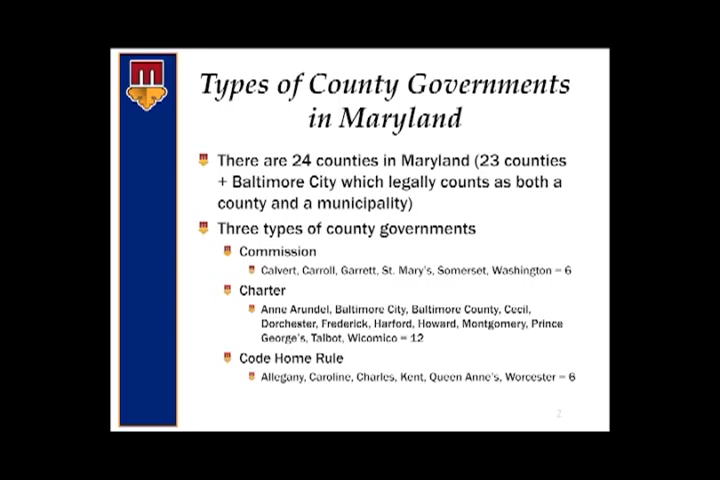 Types of County Governments
in Maryland
There are 24 counties in Maryland (23 counties
+ Baltimore City which legally counts as both a
county and a municipality)
Three types of county governments
Commission
Calvert, Carroll, Garrett, St. Mary's, Somerset, Washington = 6
Charter
Anne Arundel, Baltimore City, Baltimore County, Cecil,
Dorchester, Frederick, Harford, Howard, Montgomery, Prince
George's, Talbot, Wicomico = 12
Code Home Rule
Allegany, Caroline, Charles, Kent, Queen Anne's, Worcester = 6
2